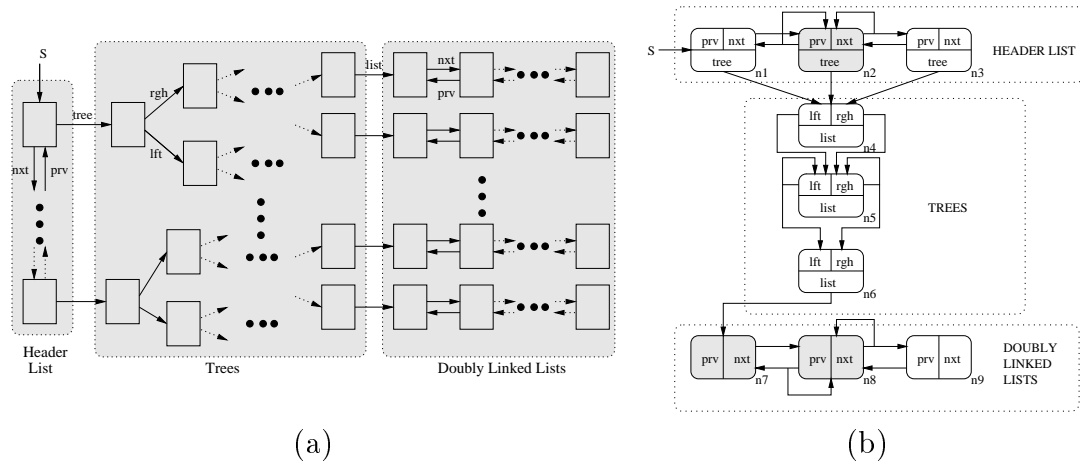 S
tree
nxt
prv
rgh
lft
list
nxt
prv
Header
List
Trees
Doubly Linked Lists
(a)
S
prv nxt
tree
n1
prv nxt
tree
n2
prv nxt
tree
n3
HEADER LIST
lft rgh
list
n4
lft rgh
list
n5
lft rgh
list
n6
TREES
prv nxt
n7
prv nxt
n8
prv nxt
n9
DOUBLY
LINKED
LISTS
(b)